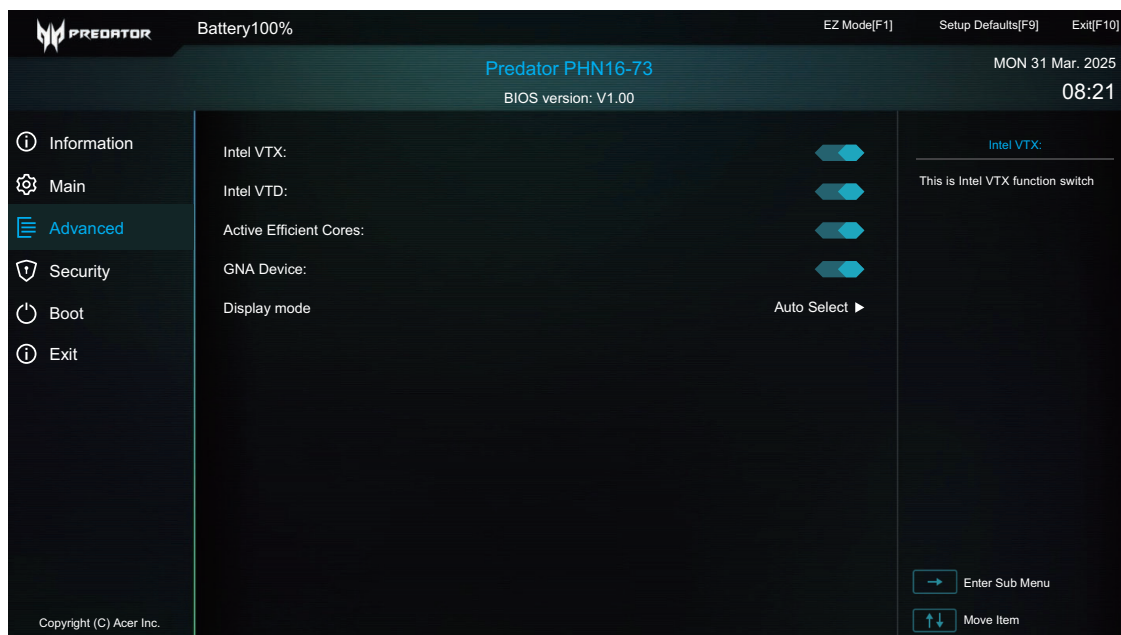 PREDATOR
Battery100%
EZ Mode[F1]
Setup Defaults[F9]
Exit[F10]
Predator PHN16-73
BIOS version: V1.00
MON 31 Mar. 2025
08:21
Information
Main
Advanced
Security
Boot
Exit
Intel VTX:
Intel VTD:
Active Efficient Cores:
GNA Device:
Display mode
Auto Select
Intel VTX:
This is Intel VTX function switch
Enter Sub Menu
Move Item
Copyright (C) Acer Inc.